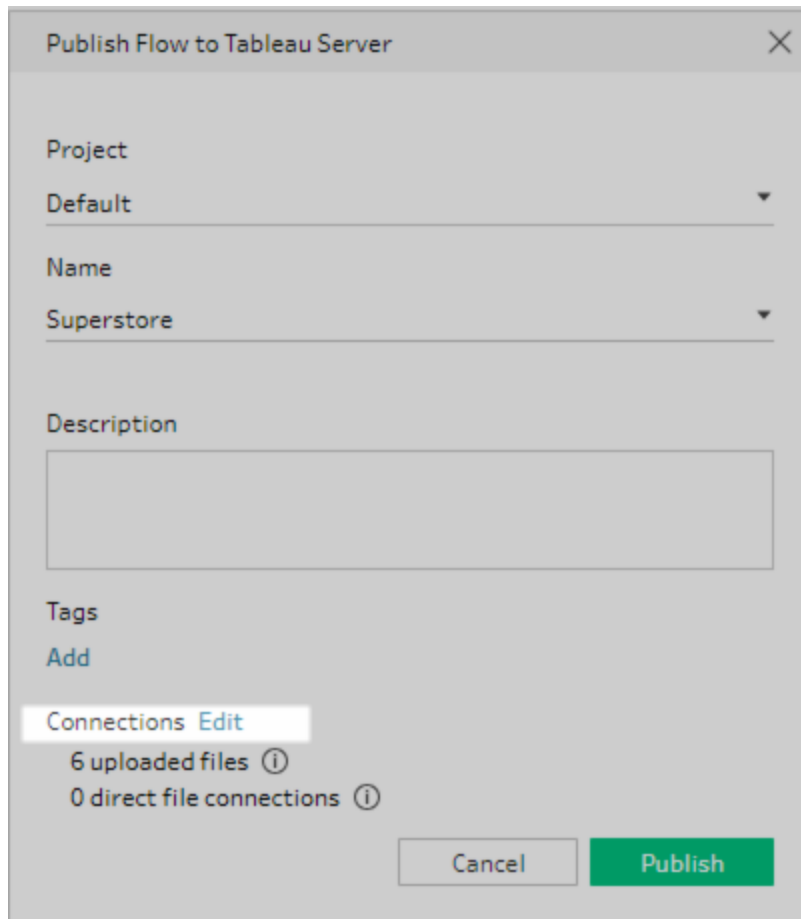 Publish Flow to Tableau Server
Project
Default
Name
Superstore
Description
Tags
Add
Connections Edit
6 uploaded files
0 direct file connections
Cancel Publish